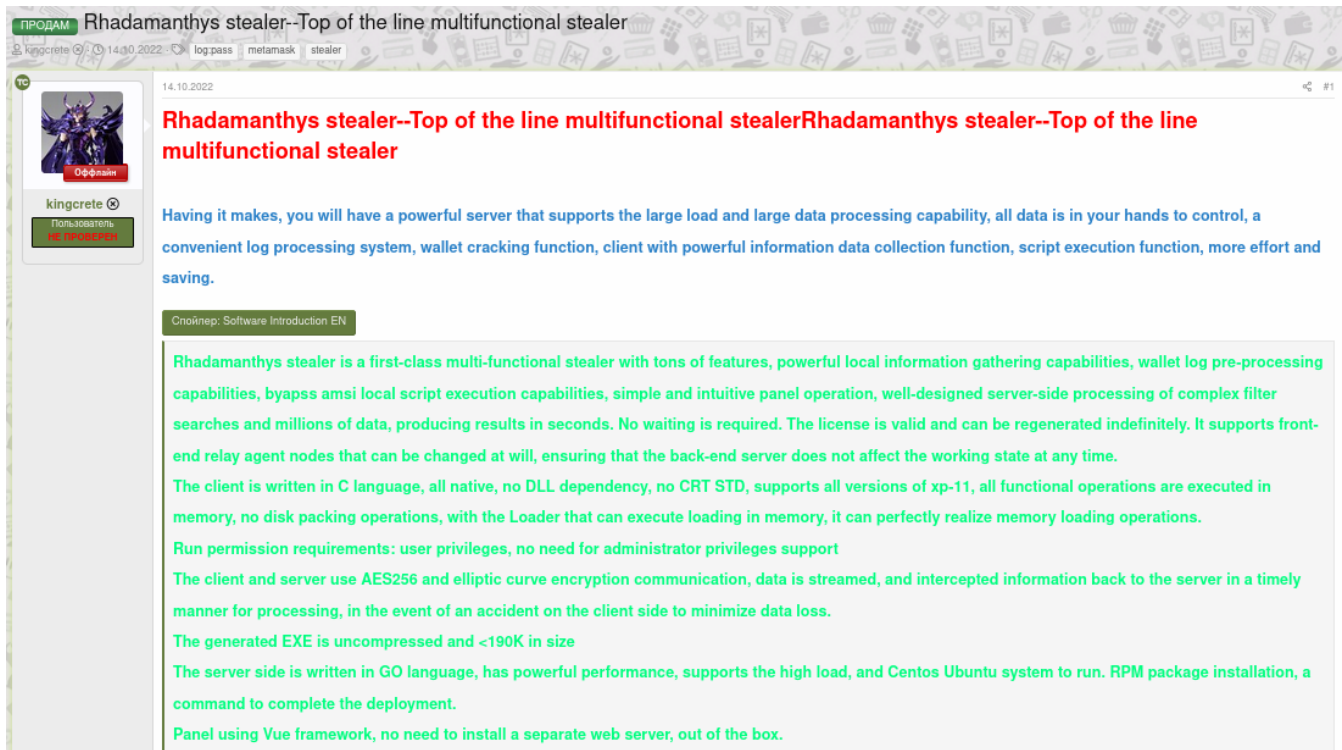 ПРОДАМ Rhadamanthys stealer--Top of the line multifunctional stealer
kingcrete · 14.10.2022 · log:pass metamask stealer
TC
14.10.2022 #1
Rhadamanthys stealer--Top of the line multifunctional stealerRhadamanthys stealer--Top of the line
multifunctional stealer
Оффлайн
kingcrete
Пользователь
НЕ ПРОВЕРЕН
Having it makes, you will have a powerful server that supports the large load and large data processing capability, all data is in your hands to control, a
convenient log processing system, wallet cracking function, client with powerful information data collection function, script execution function, more effort and
saving.
Спойлер: Software Introduction EN
Rhadamanthys stealer is a first-class multi-functional stealer with tons of features, powerful local information gathering capabilities, wallet log pre-processing
capabilities, byapss amsi local script execution capabilities, simple and intuitive panel operation, well-designed server-side processing of complex filter
searches and millions of data, producing results in seconds. No waiting is required. The license is valid and can be regenerated indefinitely. It supports front-
end relay agent nodes that can be changed at will, ensuring that the back-end server does not affect the working state at any time.
The client is written in C language, all native, no DLL dependency, no CRT STD, supports all versions of xp-11, all functional operations are executed in
memory, no disk packing operations, with the Loader that can execute loading in memory, it can perfectly realize memory loading operations.
Run permission requirements: user privileges, no need for administrator privileges support
The client and server use AES256 and elliptic curve encryption communication, data is streamed, and intercepted information back to the server in a timely
manner for processing, in the event of an accident on the client side to minimize data loss.
The generated EXE is uncompressed and <190K in size
The server side is written in GO language, has powerful performance, supports the high load, and Centos Ubuntu system to run. RPM package installation, a
command to complete the deployment.
Panel using Vue framework, no need to install a separate web server, out of the box.